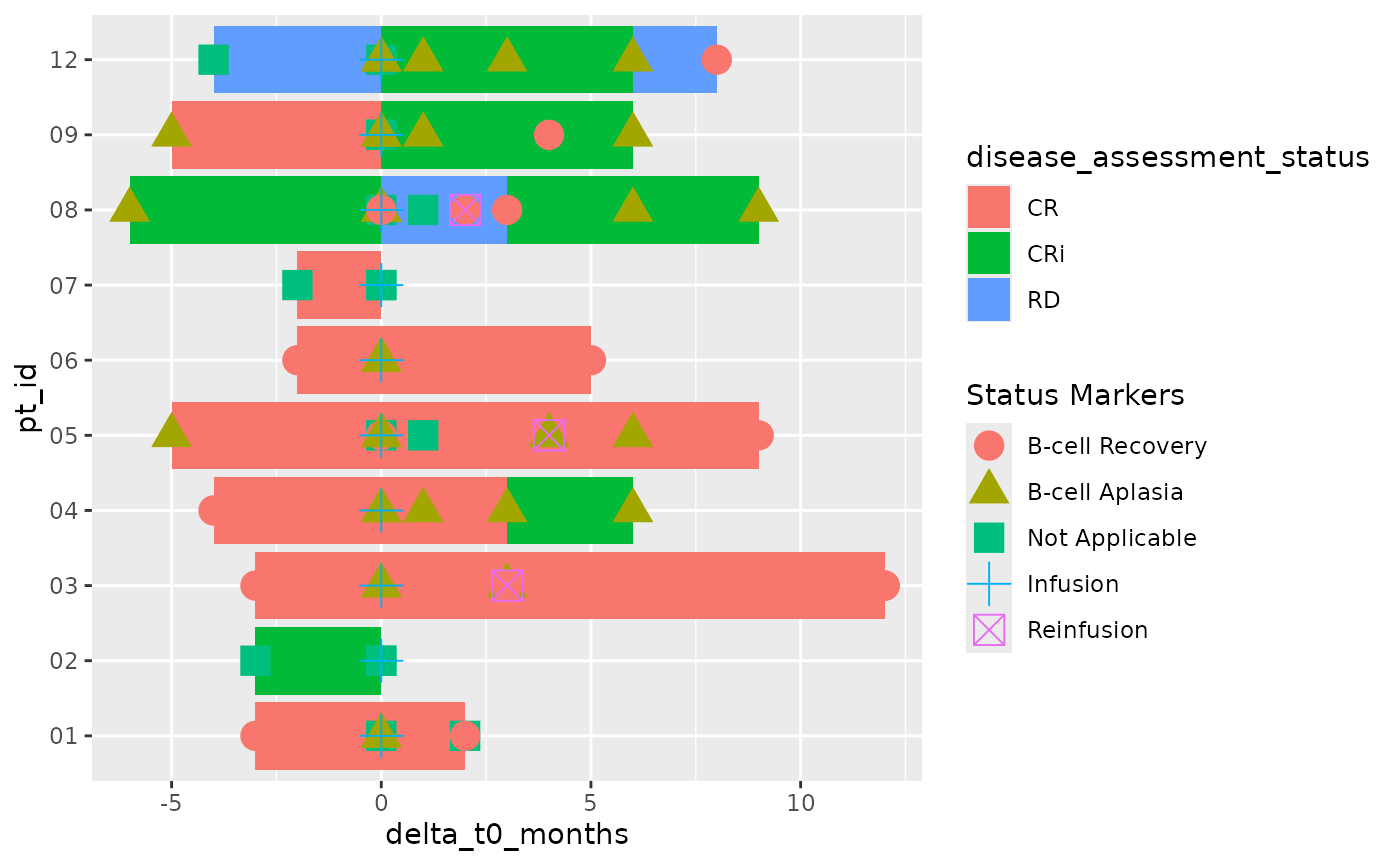 12
09
08
07
06
05
04
03
02
01
pt_id
-5
0
5
10
delta_t0_months
disease_assessment_status
CR
CRi
RD
Status Markers
B-cell Recovery
B-cell Aplasia
Not Applicable
Infusion
Reinfusion